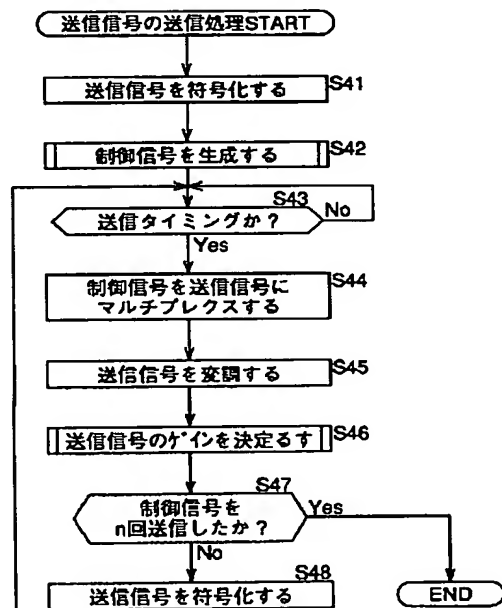 送信信号の送信処理START
送信信号を符号化する
S41
制御信号を生成する
S42
S43
送信タイミングか？
No
Yes
制御信号を送信信号に
マルチプレクスする
S44
送信信号を変調する
S45
送信信号のゲインを決定るす
S46
S47
制御信号を
n回送信したか？
Yes
No
S48
送信信号を符号化する
END